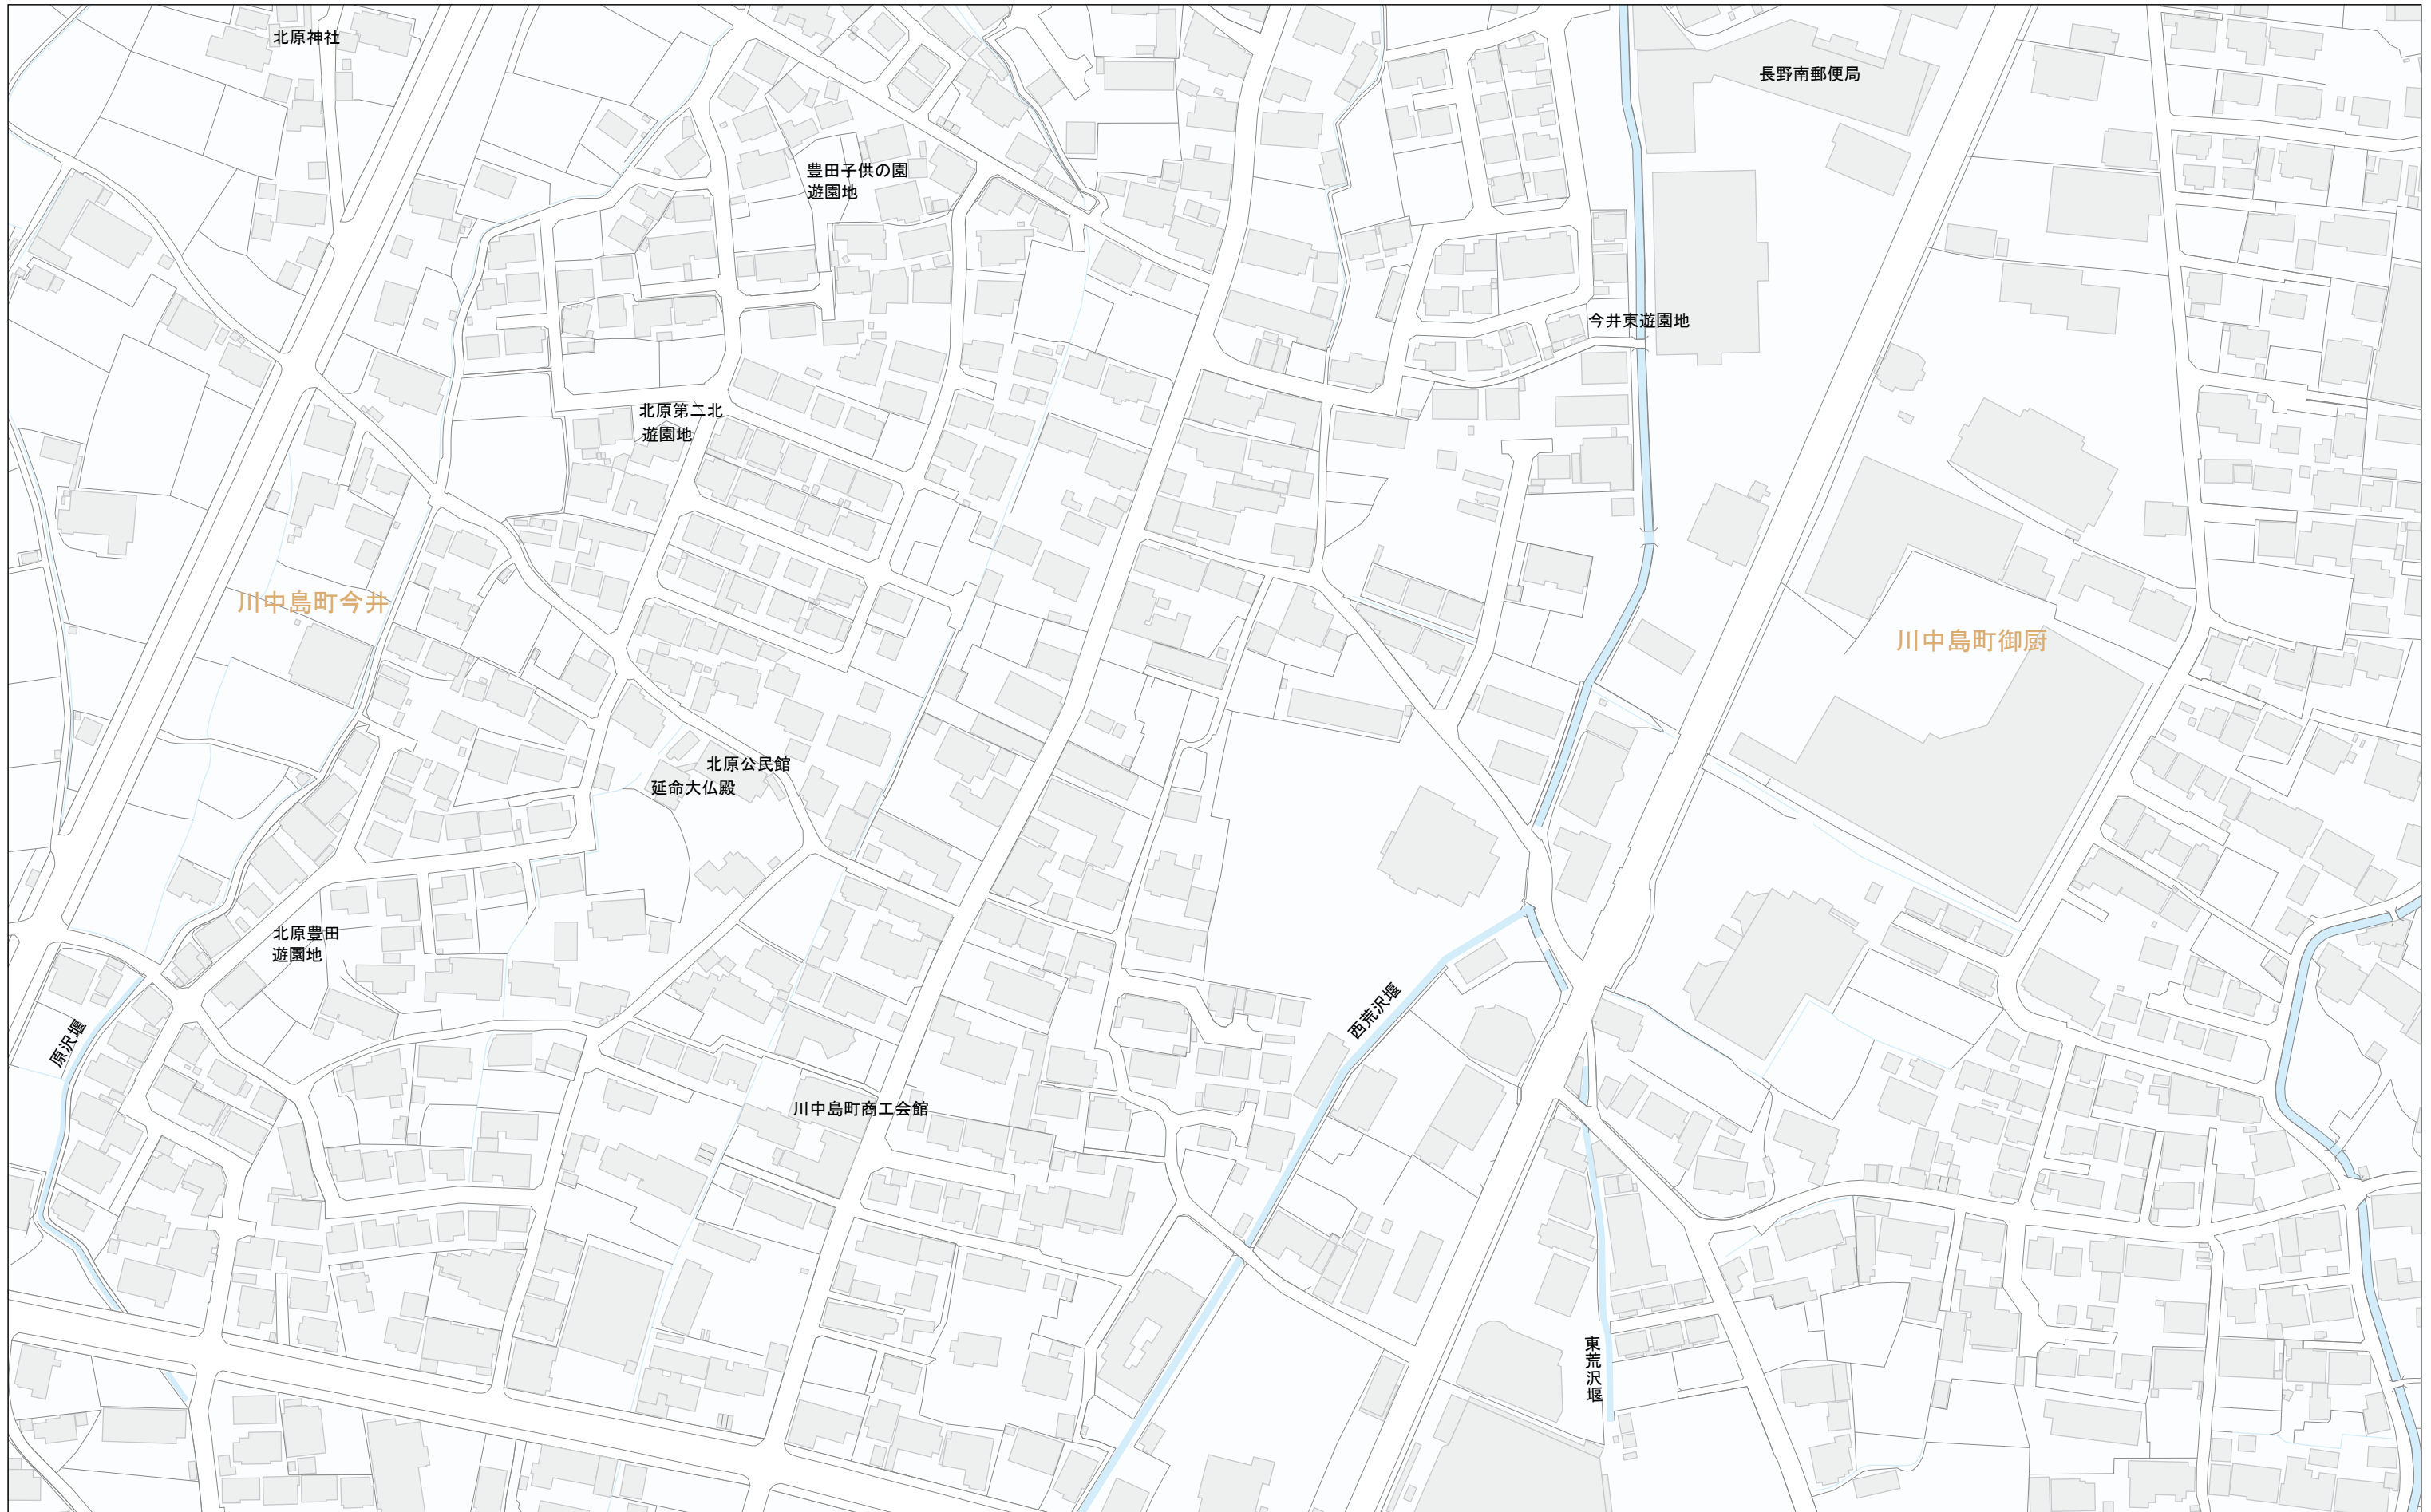 北原神社
長野南郵便局
豊田子供の園
遊園地
今井東遊園地
北原第二北
遊園地
川中島町今井
川中島町御厨
北原公民館
延命大仏殿
北原豊田
遊園地
西荒沢堰
原沢堰
川中島町商工会館
東荒沢堰